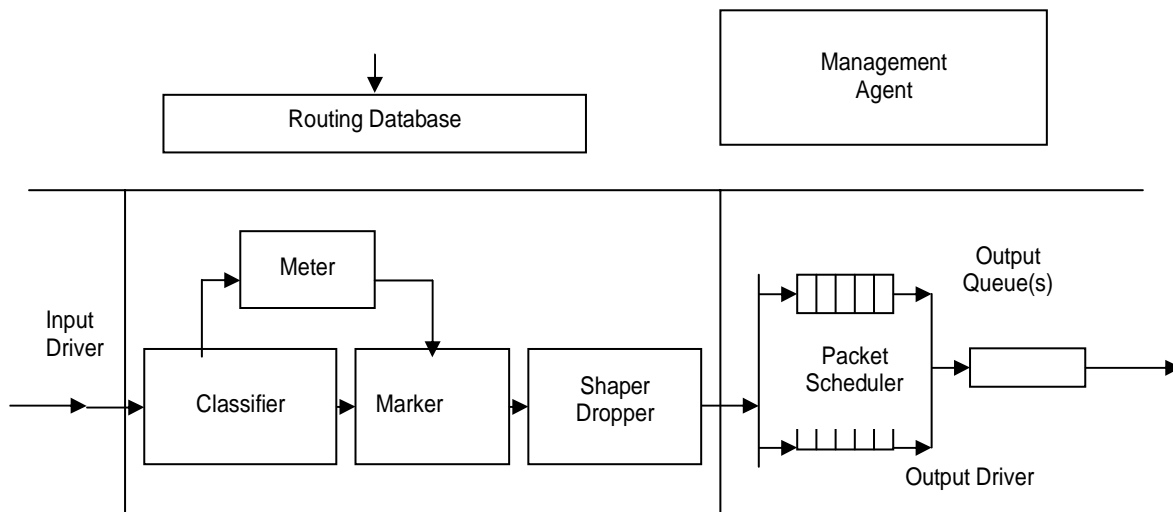 Management
Agent
Routing Database
Meter
Output
Queue(s)
Input
Driver
Classifier
Marker
Shaper
Dropper
Packet
Scheduler
Output Driver